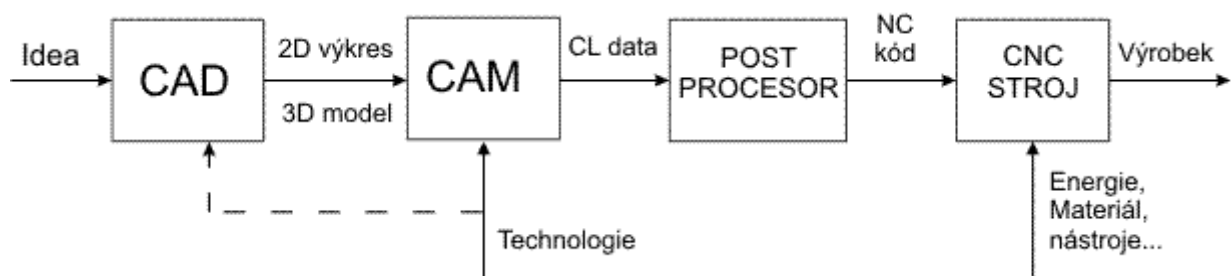 Idea
CAD
2D výkres
3D model
CAM
CL data
POST
PROCESOR
NC
kód
CNC
STROJ
Výrobek
Technologie
Energie,
Materiál,
nástroje...